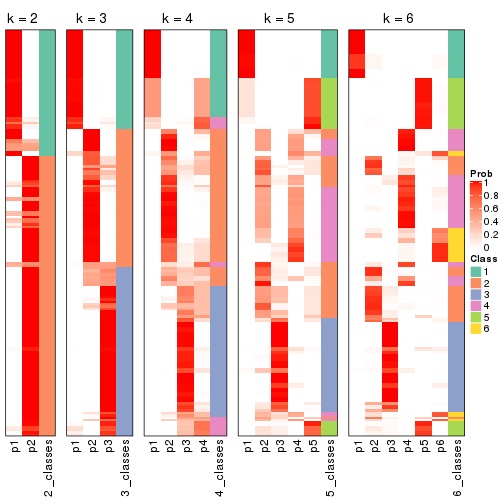 k = 2
k = 3
k = 4
k = 5
k = 6
Prob
1
0.8
0.6
0.4
0.2
0
Class
1
2
3
4
5
6
p1
p2
2_classes
p1
p2
p3
3_classes
p1
p2
p3
p4
4_classes
p1
p2
p3
p4
p5
5_classes
p1
p2
p3
p4
p5
p6
6_classes